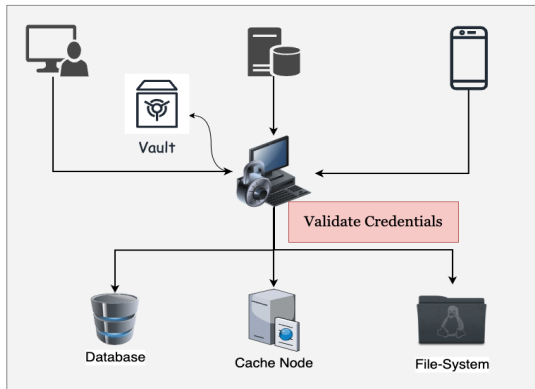 Vault
Validate Credentials
Database
Cache Node
File-System